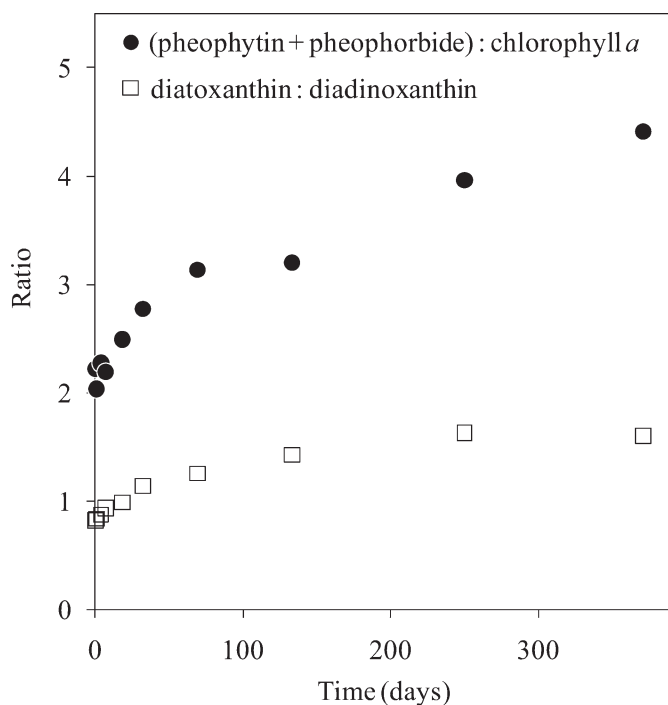 (pheophytin + pheophorbide) : chlorophyll a
diatoxanthin : diadinoxanthin
5
4
3
2
1
0
Ratio
0 100 200 300
Time (days)